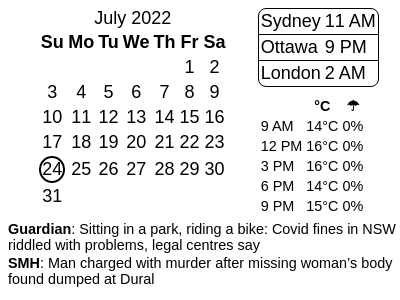 July 2022
Su Mo Tu We Th Fr Sa
1 2
3 4 5 6 7 8 9
10 11 12 13 14 15 16
17 18 19 20 21 22 23
24 25 26 27 28 29 30
31
Sydney 11 AM
Ottawa 9 PM
London 2 AM
°C ☂
9 AM 14°C 0%
12 PM 16°C 0%
3 PM 16°C 0%
6 PM 14°C 0%
9 PM 15°C 0%
Guardian: Sitting in a park, riding a bike: Covid fines in NSW
riddled with problems, legal centres say
SMH: Man charged with murder after missing woman’s body
found dumped at Dural